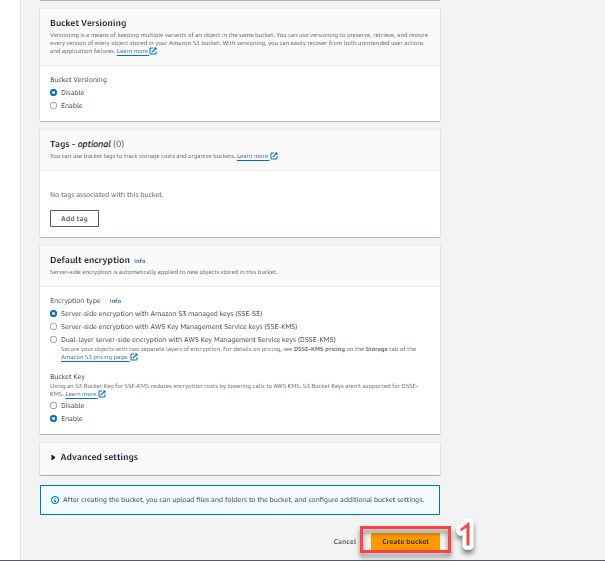 Bucket Versioning
Versioning is a means of keeping multiple variants of an object in the same bucket. You can use versioning to preserve, retrieve, and restore
every version of every object stored in your Amazon S3 bucket. With versioning, you can easily recover from both unintended user actions
and application failures. Learn more
Bucket Versioning
Disable
Enable
Tags - optional (0)
You can use bucket tags to track storage costs and organize buckets. Learn more
No tags associated with this bucket.
Add tag
Default encryption Info
Server-side encryption is automatically applied to new objects stored in this bucket.
Encryption type Info
Server-side encryption with Amazon S3 managed keys (SSE-S3)
Server-side encryption with AWS Key Management Service keys (SSE-KMS)
Dual-layer server-side encryption with AWS Key Management Service keys (DSSE-KMS)
Secure your objects with two separate layers of encryption. For details on pricing, see DSSE-KMS pricing on the Storage tab of the
Amazon S3 pricing page.
Bucket Key
Using an S3 Bucket Key for SSE-KMS reduces encryption costs by lowering calls to AWS KMS. S3 Bucket Keys aren't supported for DSSE-
KMS. Learn more
Disable
Enable
Advanced settings
After creating the bucket, you can upload files and folders to the bucket, and configure additional bucket settings.
Cancel Create bucket 1